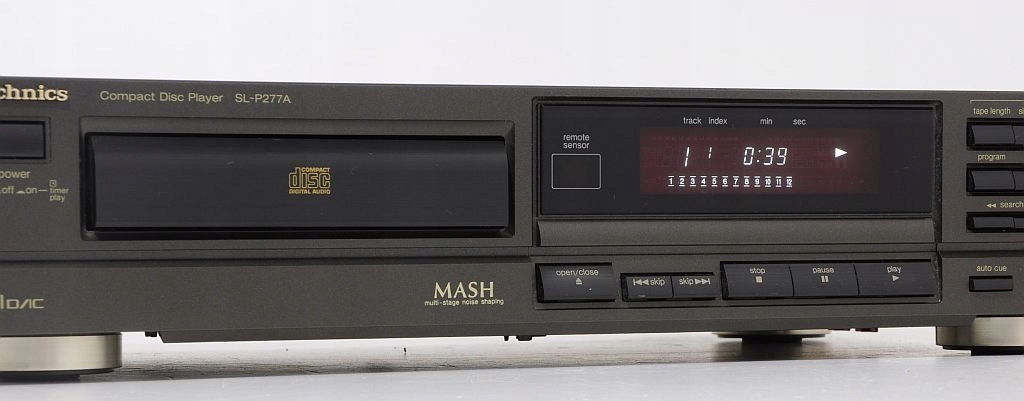 chnics
Compact Disc Player SL-P277A
power
off on timer
play
COMPACT
disc
DIGITAL AUDIO
DAC
MASH
multi-stage noise shaping
remote
sensor
track index min sec
1 1 0:39
1 2 3 4 5 6 7 8 9 10 11 12
open/close
skip skip
stop pause play
tape length
program
search
auto cue